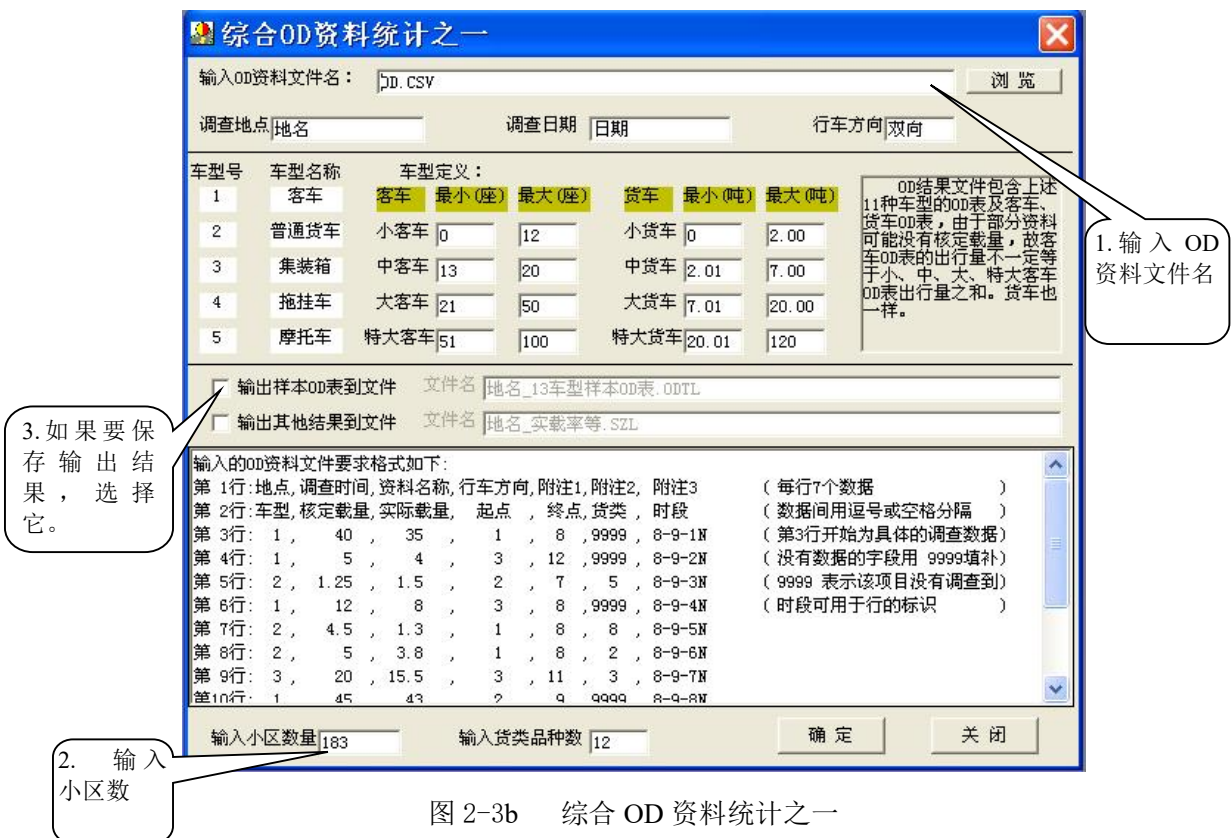 综合OD资料统计之一
输入OD资料文件名： OD.CSV 浏 览
调查地点 地名 调查日期 日期 行车方向 双向
车型号 车型名称 车型定义：
1 客车 客车 最小(座) 最大(座) 货车 最小(吨) 最大(吨)
2 普通货车 小客车 0 12 小货车 0 2.00
3 集装箱 中客车 13 20 中货车 2.01 7.00
4 拖挂车 大客车 21 50 大货车 7.01 20.00
5 摩托车 特大客车 51 100 特大货车 20.01 120
OD结果文件包含上述
11种车型的OD表及客车、
货车OD表，由于部分资料
可能没有核定载量，故客
车OD表的出行量不一定等
于小、中、大、特大客车
OD表出行量之和。货车也
一样。
1.输入 OD
资料文件名
输出样本OD表到文件 文件名 地名_13车型样本OD表.ODTL
输出其他结果到文件 文件名 地名_实载率等.SZL
3.如果要保
存输出结
果，选择
它。
输入的OD资料文件要求格式如下:
第 1行:地点,调查时间,资料名称,行车方向,附注1,附注2, 附注3 ( 每行7个数据 )
第 2行:车型,核定载量,实际载量, 起点 , 终点,货类 , 时段 ( 数据间用逗号或空格分隔 )
第 3行: 1 , 40 , 35 , 1 , 8 ,9999 , 8-9-1N ( 第3行开始为具体的调查数据)
第 4行: 1 , 5 , 4 , 3 , 12 ,9999 , 8-9-2N ( 没有数据的字段用 9999填补)
第 5行: 2 , 1.25 , 1.5 , 2 , 7 , 5 , 8-9-3N ( 9999 表示该项目没有调查到)
第 6行: 1 , 12 , 8 , 3 , 8 ,9999 , 8-9-4N ( 时段可用于行的标识 )
第 7行: 2 , 4.5 , 1.3 , 1 , 8 , 8 , 8-9-5N
第 8行: 2 , 5 , 3.8 , 1 , 8 , 2 , 8-9-6N
第 9行: 3 , 20 , 15.5 , 3 , 11 , 3 , 8-9-7N
第10行: 1 45 43 2 9 9999 8-9-8N
输入小区数量 183 输入货类品种数 12 确 定 关 闭
2. 输入
小区数
图 2-3b 综合 OD 资料统计之一